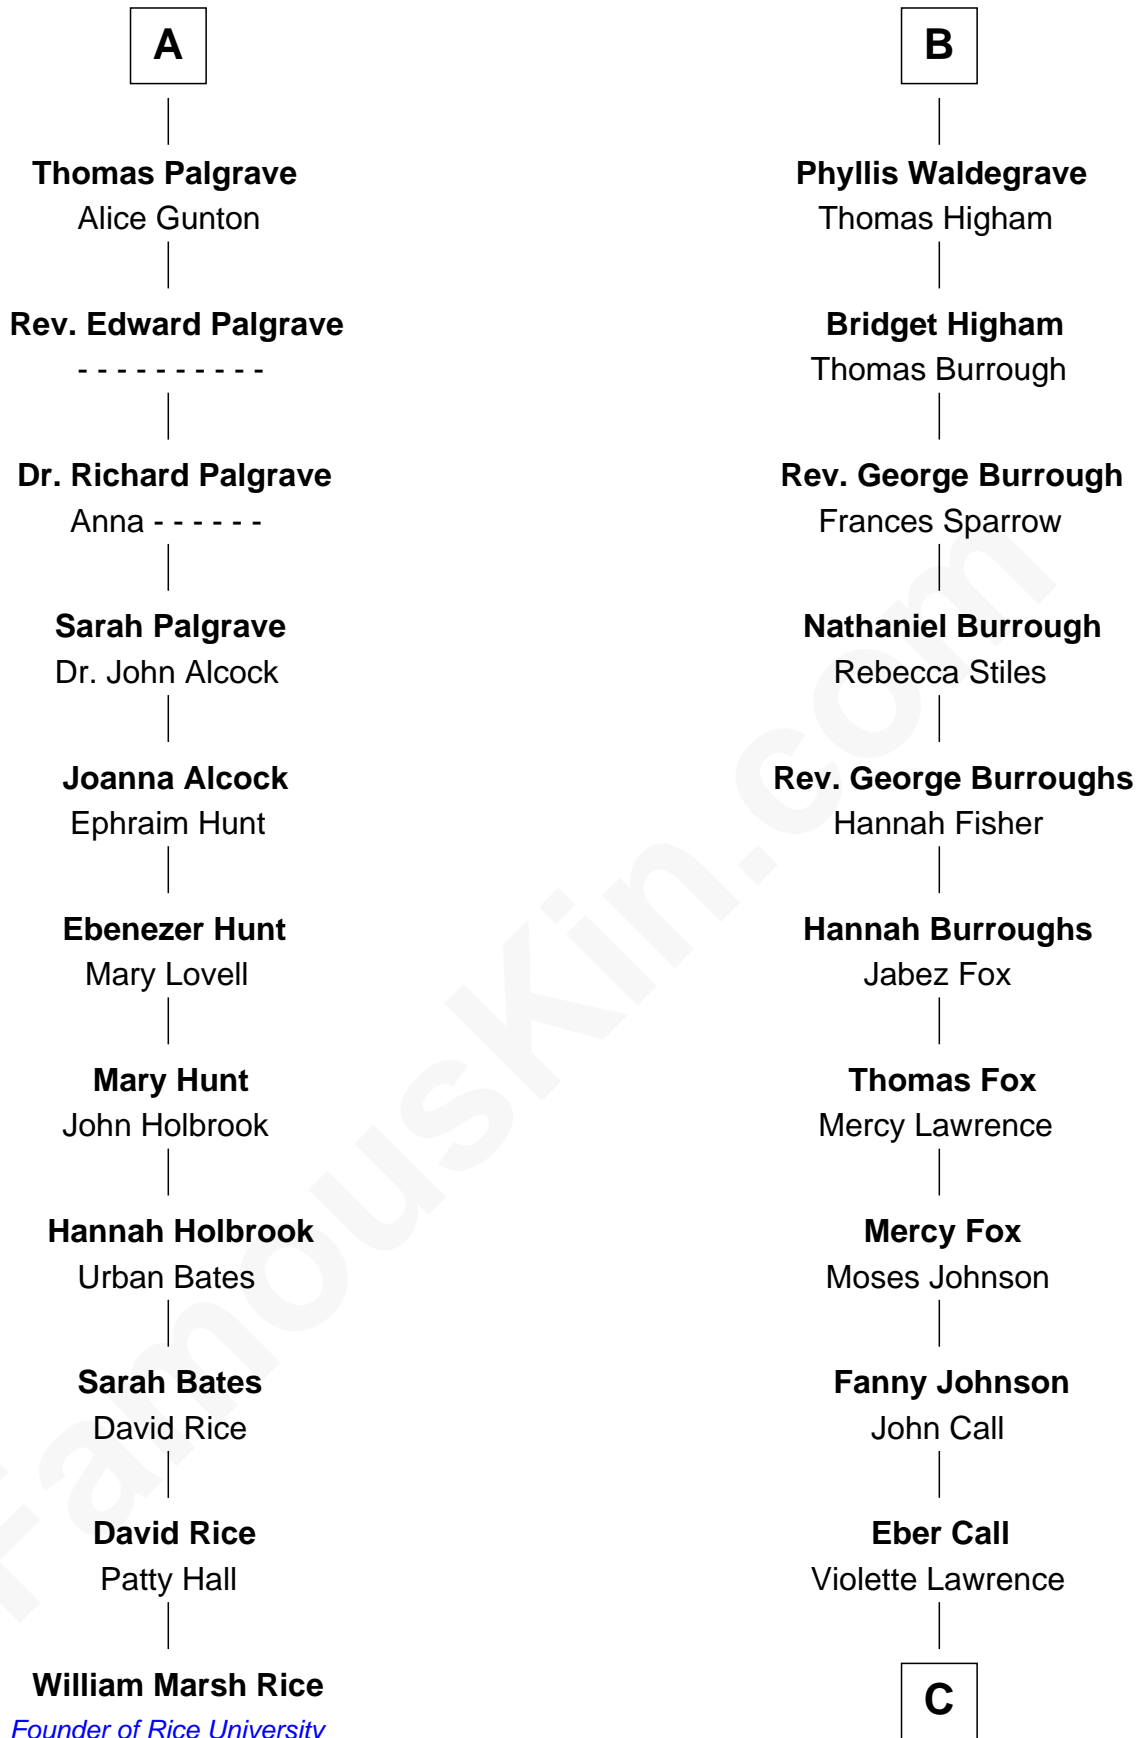 A
Thomas Palgrave
Alice Gunton
Rev. Edward Palgrave
- - - - - - - - - -
Dr. Richard Palgrave
Anna - - - - - -
Sarah Palgrave
Dr. John Alcock
Joanna Alcock
Ephraim Hunt
Ebenezer Hunt
Mary Lovell
Mary Hunt
John Holbrook
Hannah Holbrook
Urban Bates
Sarah Bates
David Rice
David Rice
Patty Hall
William Marsh Rice
Founder of Rice University
B
Phyllis Waldegrave
Thomas Higham
Bridget Higham
Thomas Burrough
Rev. George Burrough
Frances Sparrow
Nathaniel Burrough
Rebecca Stiles
Rev. George Burroughs
Hannah Fisher
Hannah Burroughs
Jabez Fox
Thomas Fox
Mercy Lawrence
Mercy Fox
Moses Johnson
Fanny Johnson
John Call
Eber Call
Violette Lawrence
C
FamousKin.com